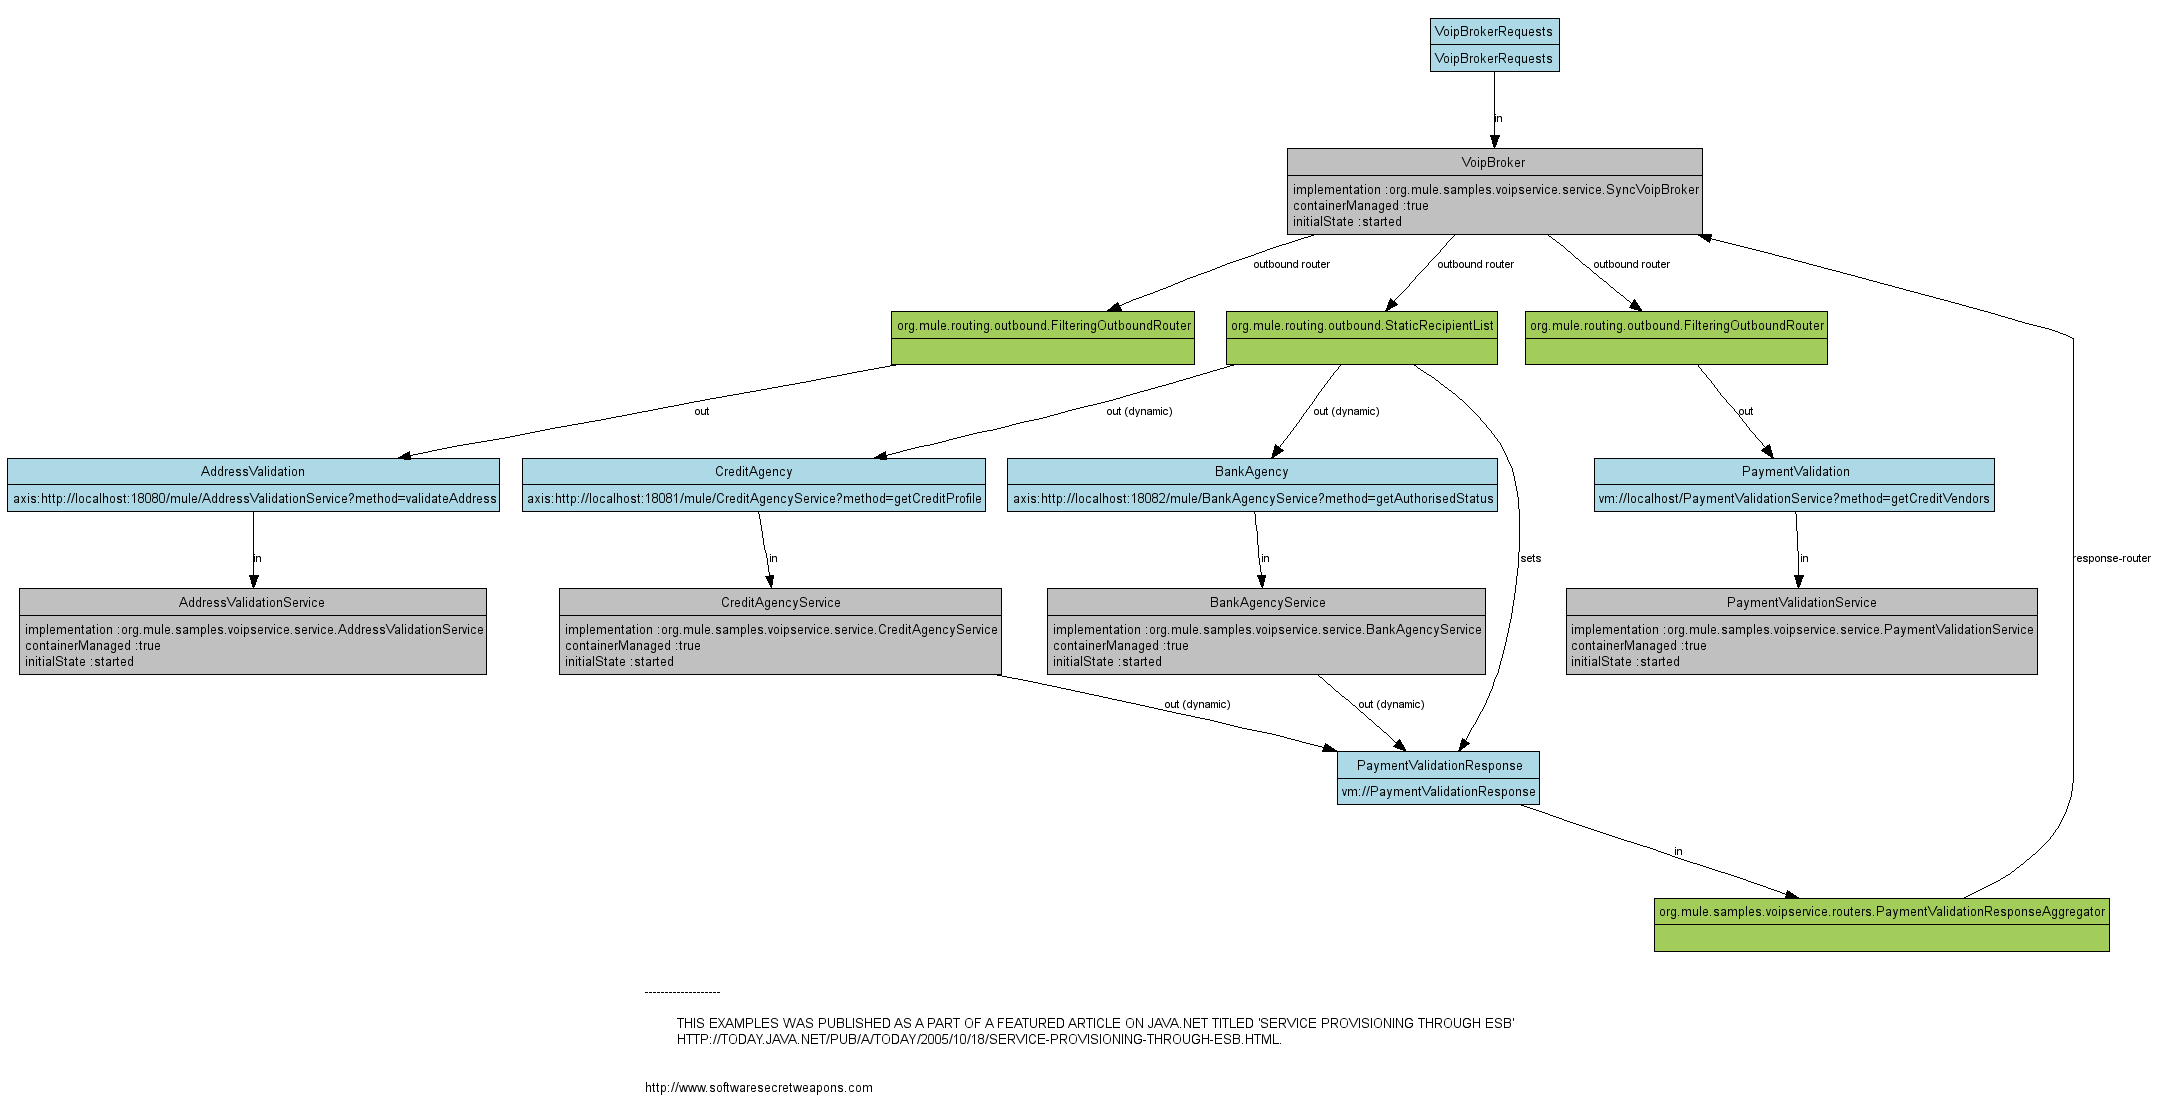 VoipBrokerRequests
VoipBrokerRequests
in
VoipBroker
implementation :org.mule.samples.voipservice.service.SyncVoipBroker
containerManaged :true
initialState :started
outbound router
outbound router
outbound router
org.mule.routing.outbound.FilteringOutboundRouter
org.mule.routing.outbound.StaticRecipientList
org.mule.routing.outbound.FilteringOutboundRouter
out
out (dynamic)
out (dynamic)
out
AddressValidation
axis:http://localhost:18080/mule/AddressValidationService?method=validateAddress
CreditAgency
axis:http://localhost:18081/mule/CreditAgencyService?method=getCreditProfile
BankAgency
axis:http://localhost:18082/mule/BankAgencyService?method=getAuthorisedStatus
PaymentValidation
vm://localhost/PaymentValidationService?method=getCreditVendors
in
in
in
sets
in
response-router
AddressValidationService
implementation :org.mule.samples.voipservice.service.AddressValidationService
containerManaged :true
initialState :started
CreditAgencyService
implementation :org.mule.samples.voipservice.service.CreditAgencyService
containerManaged :true
initialState :started
BankAgencyService
implementation :org.mule.samples.voipservice.service.BankAgencyService
containerManaged :true
initialState :started
PaymentValidationService
implementation :org.mule.samples.voipservice.service.PaymentValidationService
containerManaged :true
initialState :started
out (dynamic)
out (dynamic)
PaymentValidationResponse
vm://PaymentValidationResponse
in
org.mule.samples.voipservice.routers.PaymentValidationResponseAggregator
-------------------
THIS EXAMPLES WAS PUBLISHED AS A PART OF A FEATURED ARTICLE ON JAVA.NET TITLED 'SERVICE PROVISIONING THROUGH ESB'
HTTP://TODAY.JAVA.NET/PUB/A/TODAY/2005/10/18/SERVICE-PROVISIONING-THROUGH-ESB.HTML.
http://www.softwaresecretweapons.com